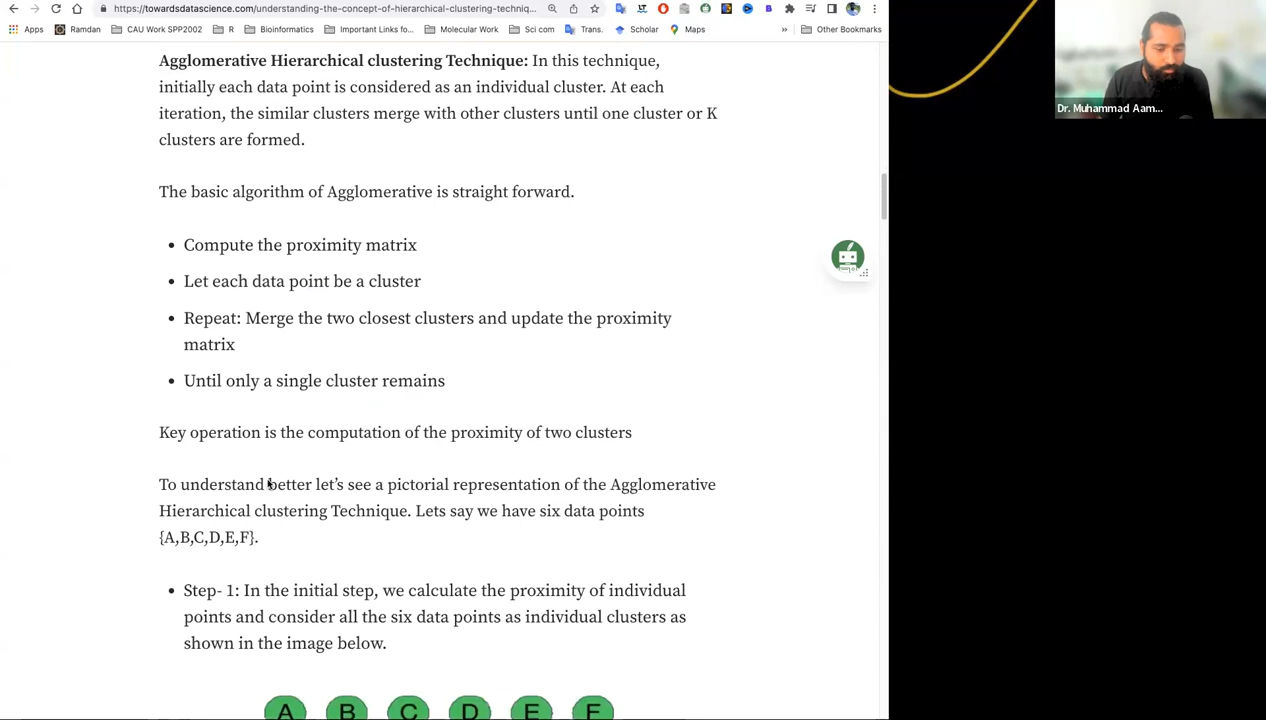 https://towardsdatascience.com/understanding-the-concept-of-hierarchical-clustering-techniq...
Apps Ramdan CAU Work SPP2002 R Bioinformatics Important Links fo... Molecular Work Sci com Trans. Scholar Maps » Other Bookmarks
Agglomerative Hierarchical clustering Technique: In this technique,
initially each data point is considered as an individual cluster. At each
iteration, the similar clusters merge with other clusters until one cluster or K
clusters are formed.
The basic algorithm of Agglomerative is straight forward.
• Compute the proximity matrix
• Let each data point be a cluster
• Repeat: Merge the two closest clusters and update the proximity
matrix
• Until only a single cluster remains
Key operation is the computation of the proximity of two clusters
To understand better let’s see a pictorial representation of the Agglomerative
Hierarchical clustering Technique. Lets say we have six data points
{A,B,C,D,E,F}.
• Step- 1: In the initial step, we calculate the proximity of individual
points and consider all the six data points as individual clusters as
shown in the image below.
A B C D E F
Dr. Muhammad Aam...